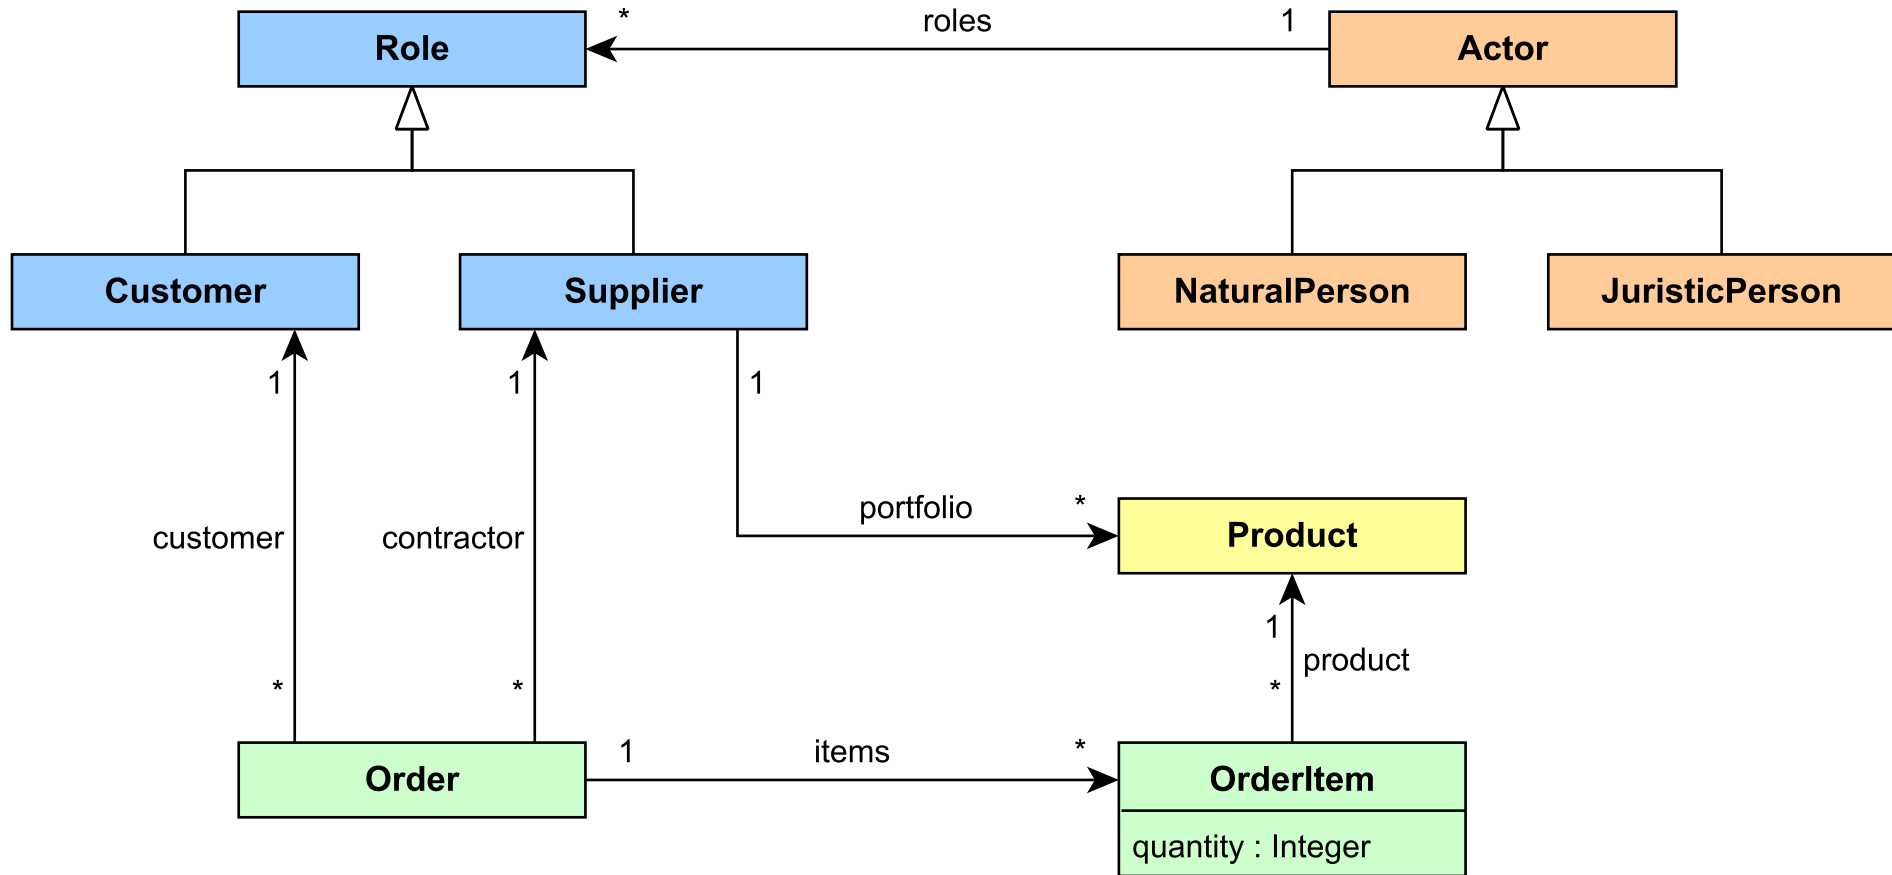 * roles 1
Role
Actor
Customer
Supplier
NaturalPerson
JuristicPerson
1 1 1
portfolio *
customer
contractor
Product
1
product
* * *
1 items *
Order
OrderItem
quantity : Integer